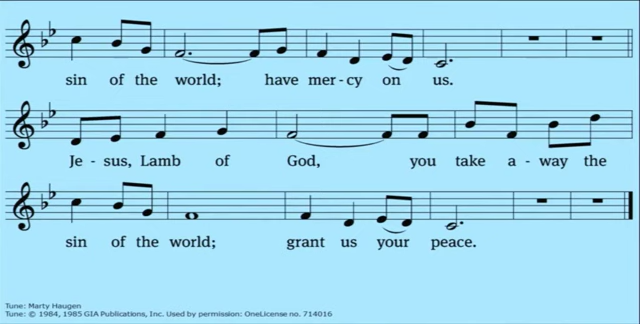 sin of the world; have mer - cy on us.
Je - sus, Lamb of God, you take a - way the
sin of the world; grant us your peace.
Tune: Marty Haugen
Tune: © 1984, 1985 GIA Publications, Inc. Used by permission: OneLicense no. 714016